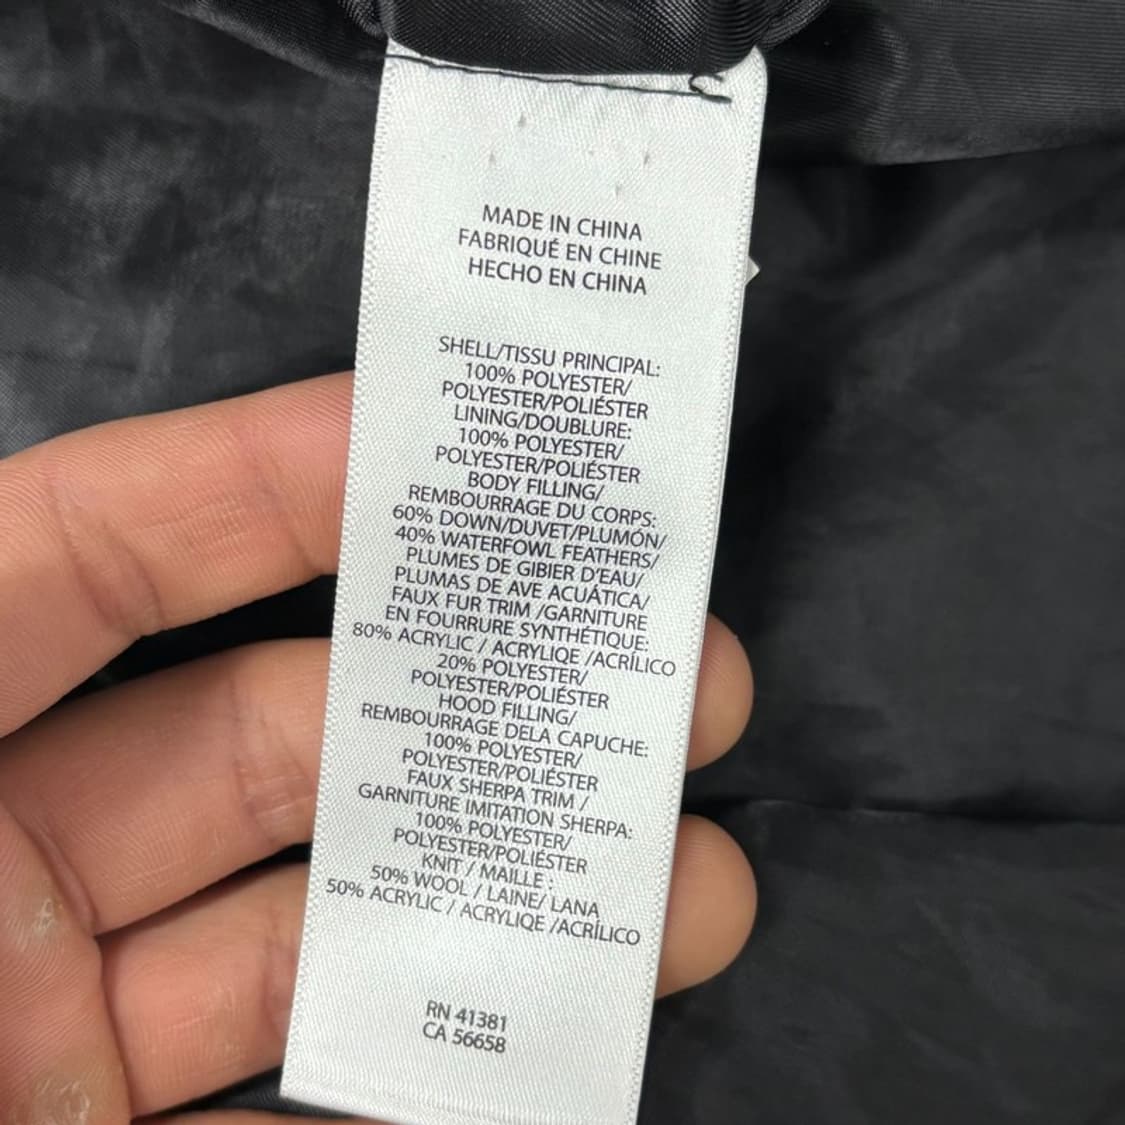 MADE IN CHINA
FABRIQUÉ EN CHINE
HECHO EN CHINA
SHELL/TISSU PRINCIPAL:
100% POLYESTER/
POLYESTER/POLIÉSTER
LINING/DOUBLURE:
100% POLYESTER/
POLYESTER/POLIÉSTER
BODY FILLING/
REMBOURRAGE DU CORPS:
60% DOWN/DUVET/PLUMÓN/
40% WATERFOWL FEATHERS/
PLUMES DE GIBIER D'EAU/
PLUMAS DE AVE ACUÁTICA/
FAUX FUR TRIM /GARNITURE
EN FOURRURE SYNTHÉTIQUE:
80% ACRYLIC / ACRYLIQE /ACRÍLICO
20% POLYESTER/
POLYESTER/POLIÉSTER
HOOD FILLING/
REMBOURRAGE DELA CAPUCHE:
100% POLYESTER/
POLYESTER/POLIÉSTER
FAUX SHERPA TRIM /
GARNITURE IMITATION SHERPA:
100% POLYESTER/
POLYESTER/POLIÉSTER
KNIT / MAILLE :
50% WOOL / LAINE/ LANA
50% ACRYLIC / ACRYLIQE /ACRÍLICO
RN 41381
CA 56658